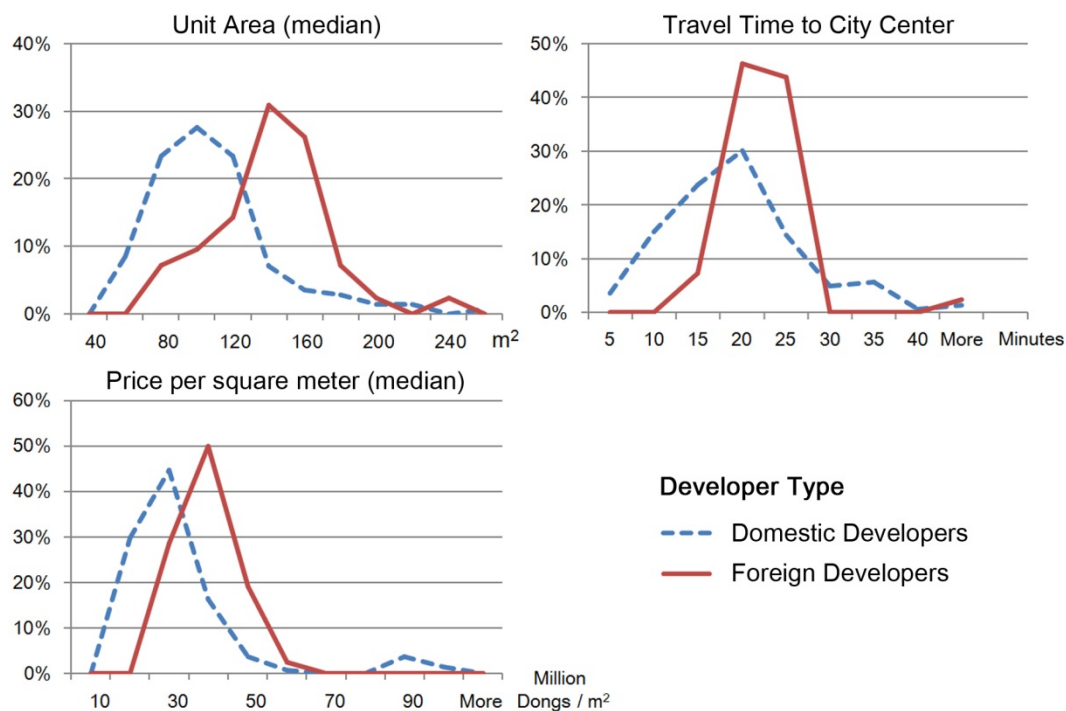 Unit Area (median)
40%
30%
20%
10%
0%
40 80 120 160 200 240 m²
Travel Time to City Center
50%
40%
30%
20%
10%
0%
5 10 15 20 25 30 35 40 More Minutes
Price per square meter (median)
60%
50%
40%
30%
20%
10%
0%
10 30 50 70 90 More
Million
Dongs / m²
Developer Type
Domestic Developers
Foreign Developers